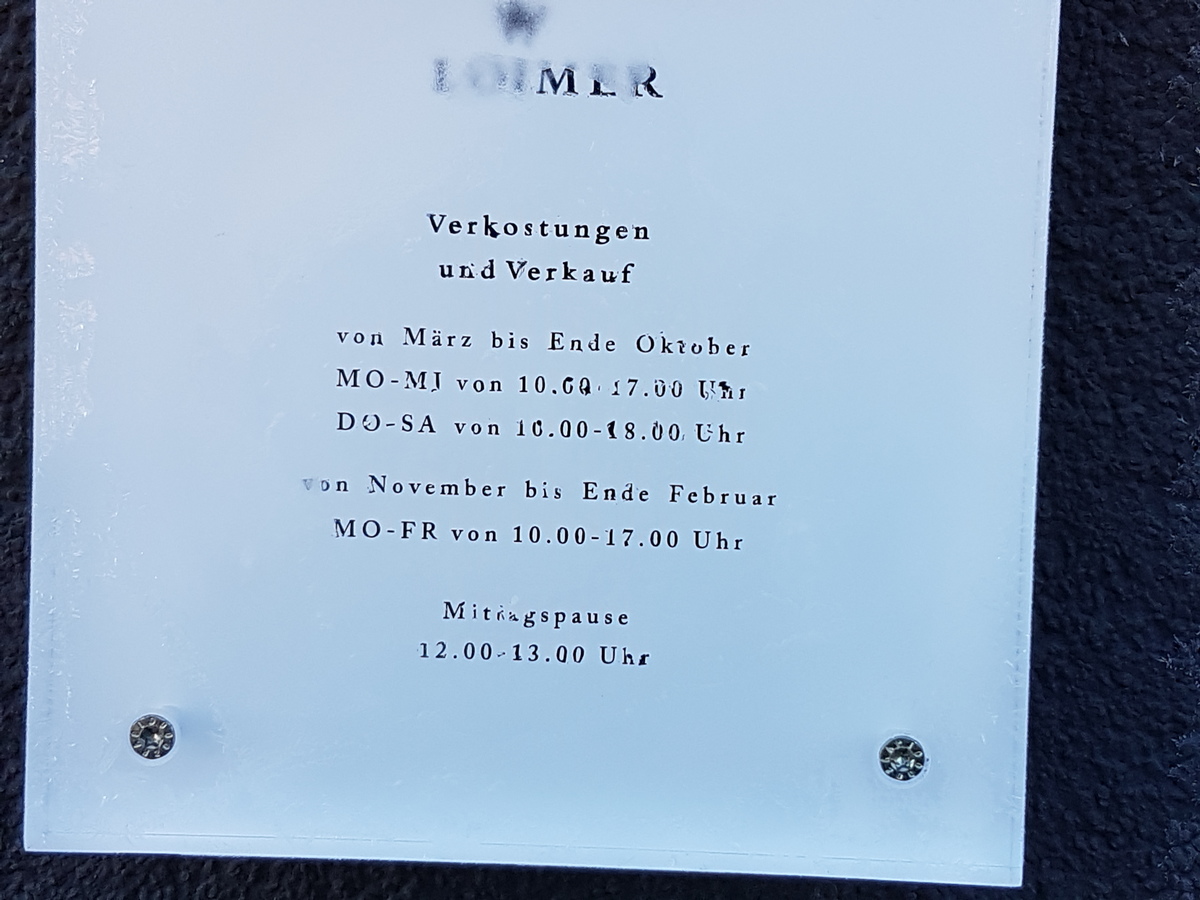 LOIMER
Verkostungen
und Verkauf
von März bis Ende Oktober
MO-MI von 10.00-17.00 Uhr
DO-SA von 10.00-18.00 Uhr
von November bis Ende Februar
MO-FR von 10.00-17.00 Uhr
Mittagspause
12.00-13.00 Uhr